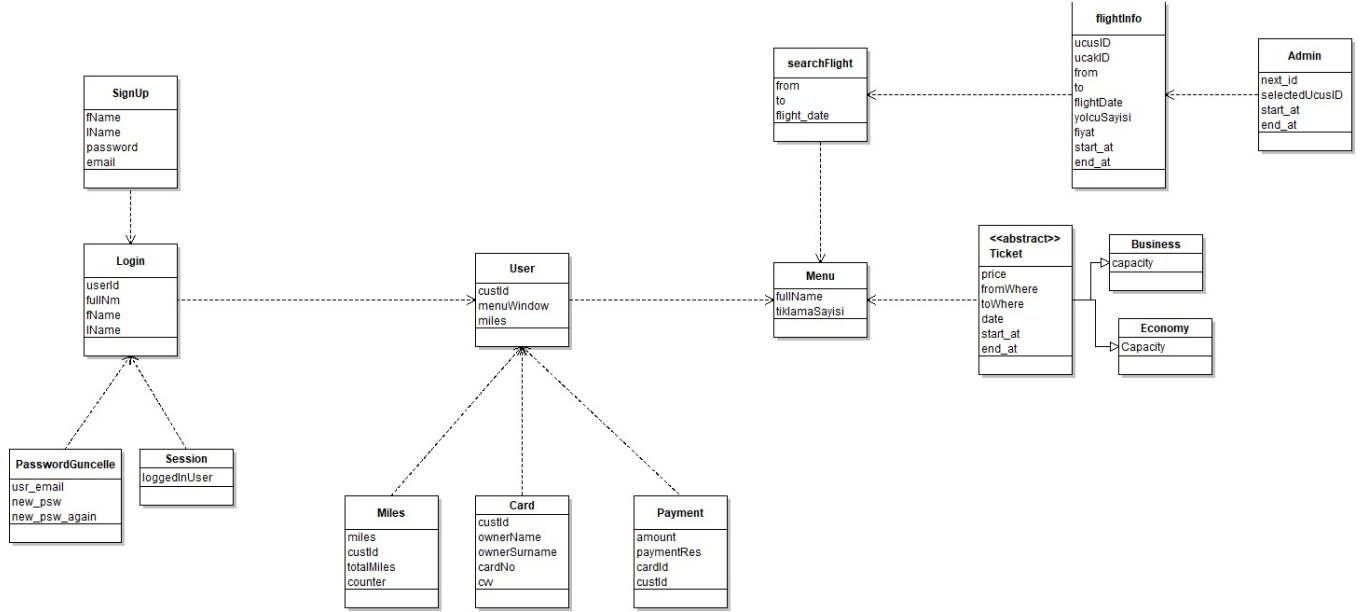 SignUp
fName
lName
password
email
Login
userId
fullNm
fName
lName
PasswordGuncelle
usr_email
new_psw
new_psw_again
Session
loggedInUser
User
custId
menuWindow
miles
Miles
miles
custId
totalMiles
counter
Card
custId
ownerName
ownerSurname
cardNo
cvv
Payment
amount
paymentRes
cardId
custId
searchFlight
from
to
flight_date
Menu
fullName
tiklamaSayisi
flightInfo
ucusID
ucakID
from
to
flightDate
yolcuSayisi
fiyat
start_at
end_at
Admin
next_id
selectedUcusID
start_at
end_at
<<abstract>>
Ticket
price
fromWhere
toWhere
date
start_at
end_at
Business
capacity
Economy
Capacity